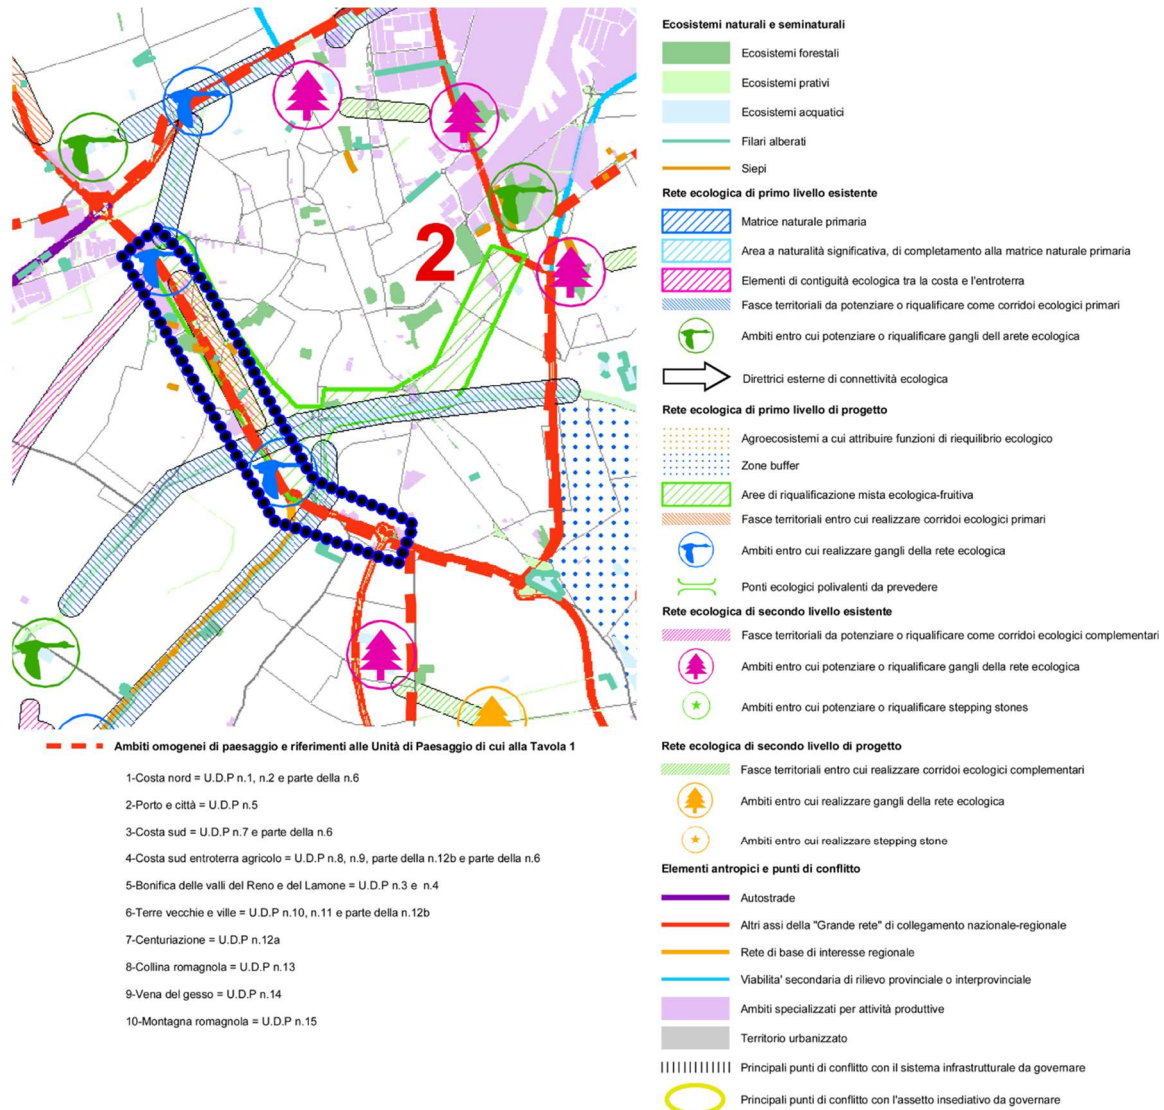 2
Ambiti omogenei di paesaggio e riferimenti alle Unità di Paesaggio di cui alla Tavola 1
1-Costa nord = U.D.P n.1, n.2 e parte della n.6
2-Porto e città = U.D.P n.5
3-Costa sud = U.D.P n.7 e parte della n.6
4-Costa sud entroterra agricolo = U.D.P n.8, n.9, parte della n.12b e parte della n.6
5-Bonifica delle valli del Reno e del Lamone = U.D.P n.3 e n.4
6-Terre vecchie e ville = U.D.P n.10, n.11 e parte della n.12b
7-Centuriazione = U.D.P n.12a
8-Collina romagnola = U.D.P n.13
9-Vena del gesso = U.D.P n.14
10-Montagna romagnola = U.D.P n.15
Ecosistemi naturali e seminaturali
Ecosistemi forestali
Ecosistemi prativi
Ecosistemi acquatici
Filari alberati
Siepi
Rete ecologica di primo livello esistente
Matrice naturale primaria
Area a naturalità significativa, di completamento alla matrice naturale primaria
Elementi di contiguità ecologica tra la costa e l'entroterra
Fasce territoriali da potenziare o riqualificare come corridoi ecologici primari
Ambiti entro cui potenziare o riqualificare gangli dell arete ecologica
Direttrici esterne di connettività ecologica
Rete ecologica di primo livello di progetto
Agroecosistemi a cui attribuire funzioni di riequilibrio ecologico
Zone buffer
Aree di riqualificazione mista ecologica-fruitiva
Fasce territoriali entro cui realizzare corridoi ecologici primari
Ambiti entro cui realizzare gangli della rete ecologica
Ponti ecologici polivalenti da prevedere
Rete ecologica di secondo livello esistente
Fasce territoriali da potenziare o riqualificare come corridoi ecologici complementari
Ambiti entro cui potenziare o riqualificare gangli della rete ecologica
Ambiti entro cui potenziare o riqualificare stepping stones
Rete ecologica di secondo livello di progetto
Fasce territoriali entro cui realizzare corridoi ecologici complementari
Ambiti entro cui realizzare gangli della rete ecologica
Ambiti entro cui realizzare stepping stone
Elementi antropici e punti di conflitto
Autostrade
Altri assi della "Grande rete" di collegamento nazionale-regionale
Rete di base di interesse regionale
Viabilita' secondaria di rilievo provinciale o interprovinciale
Ambiti specializzati per attività produttive
Territorio urbanizzato
Principali punti di conflitto con il sistema infrastrutturale da governare
Principali punti di conflitto con l'assetto insediativo da governare